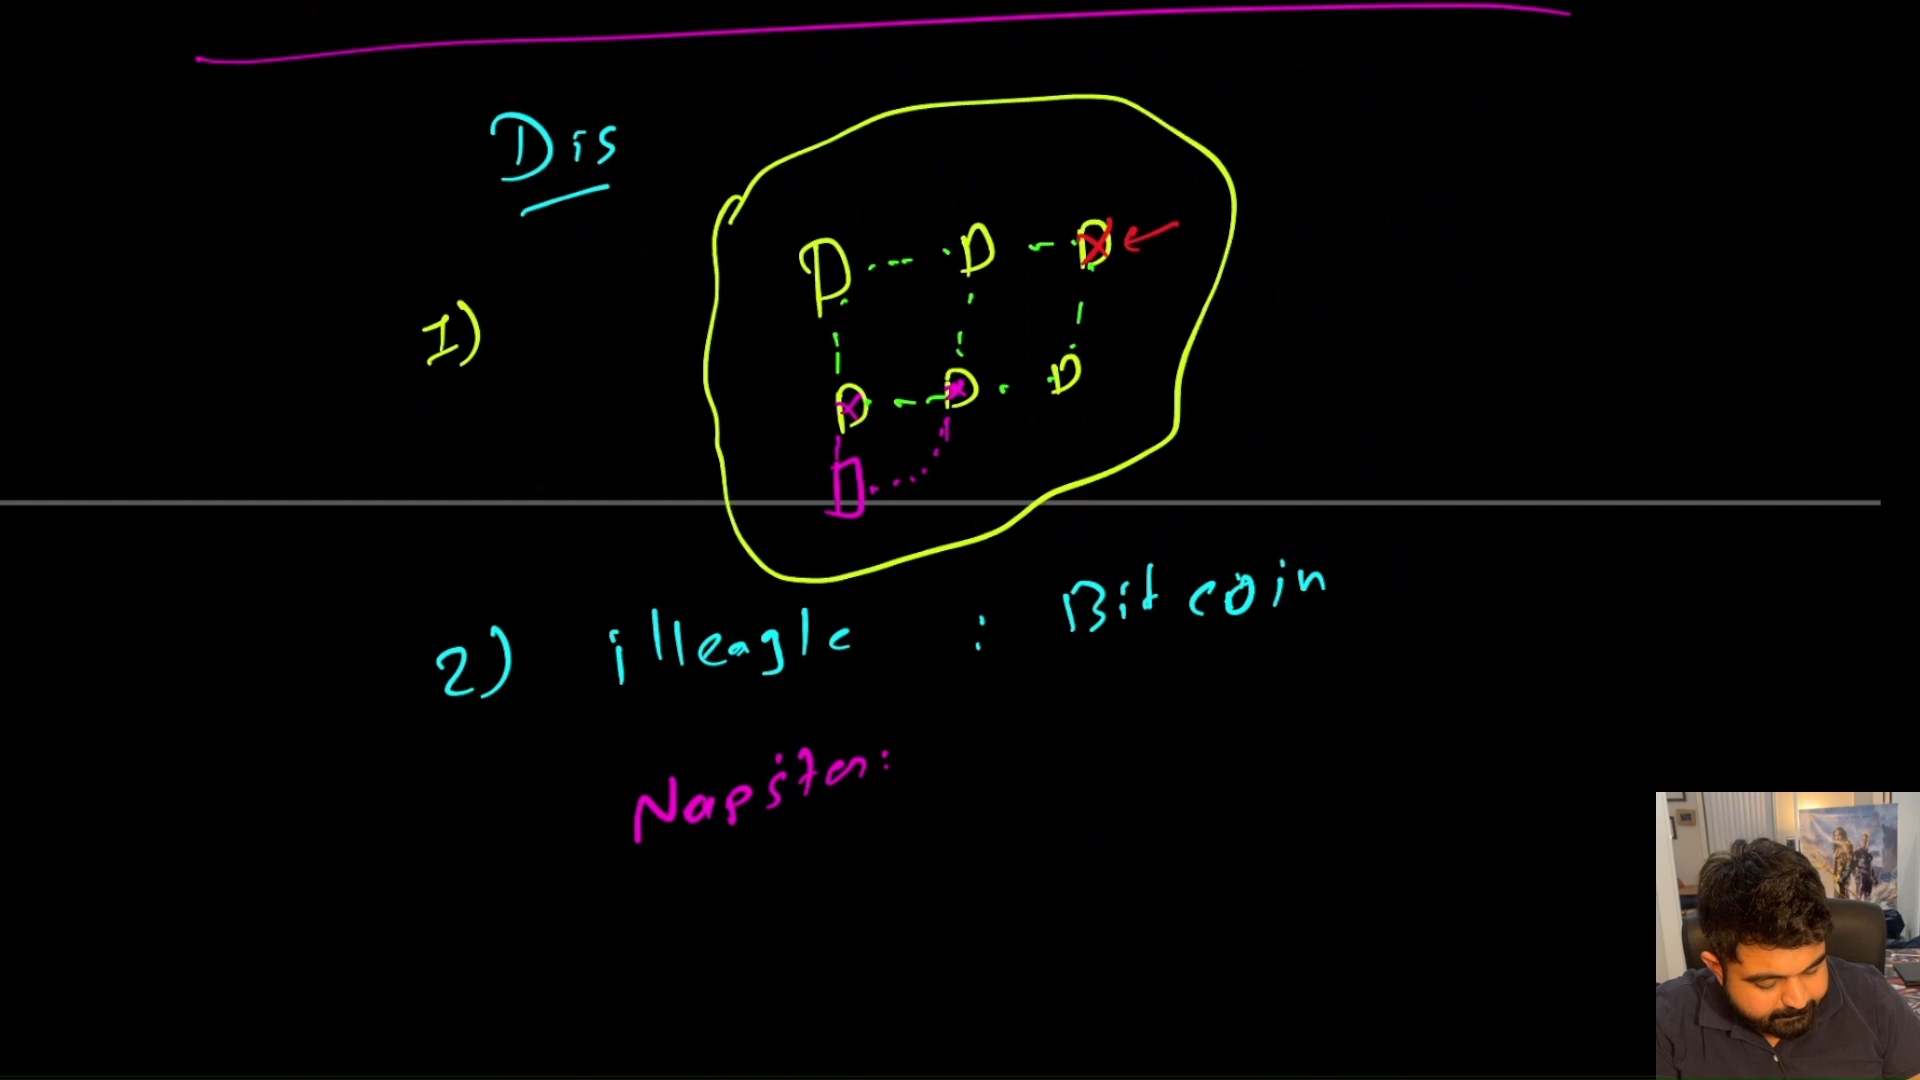 Dis
D D D
1)
D D D
D
2) illeagle : Bitcoin
Napster: